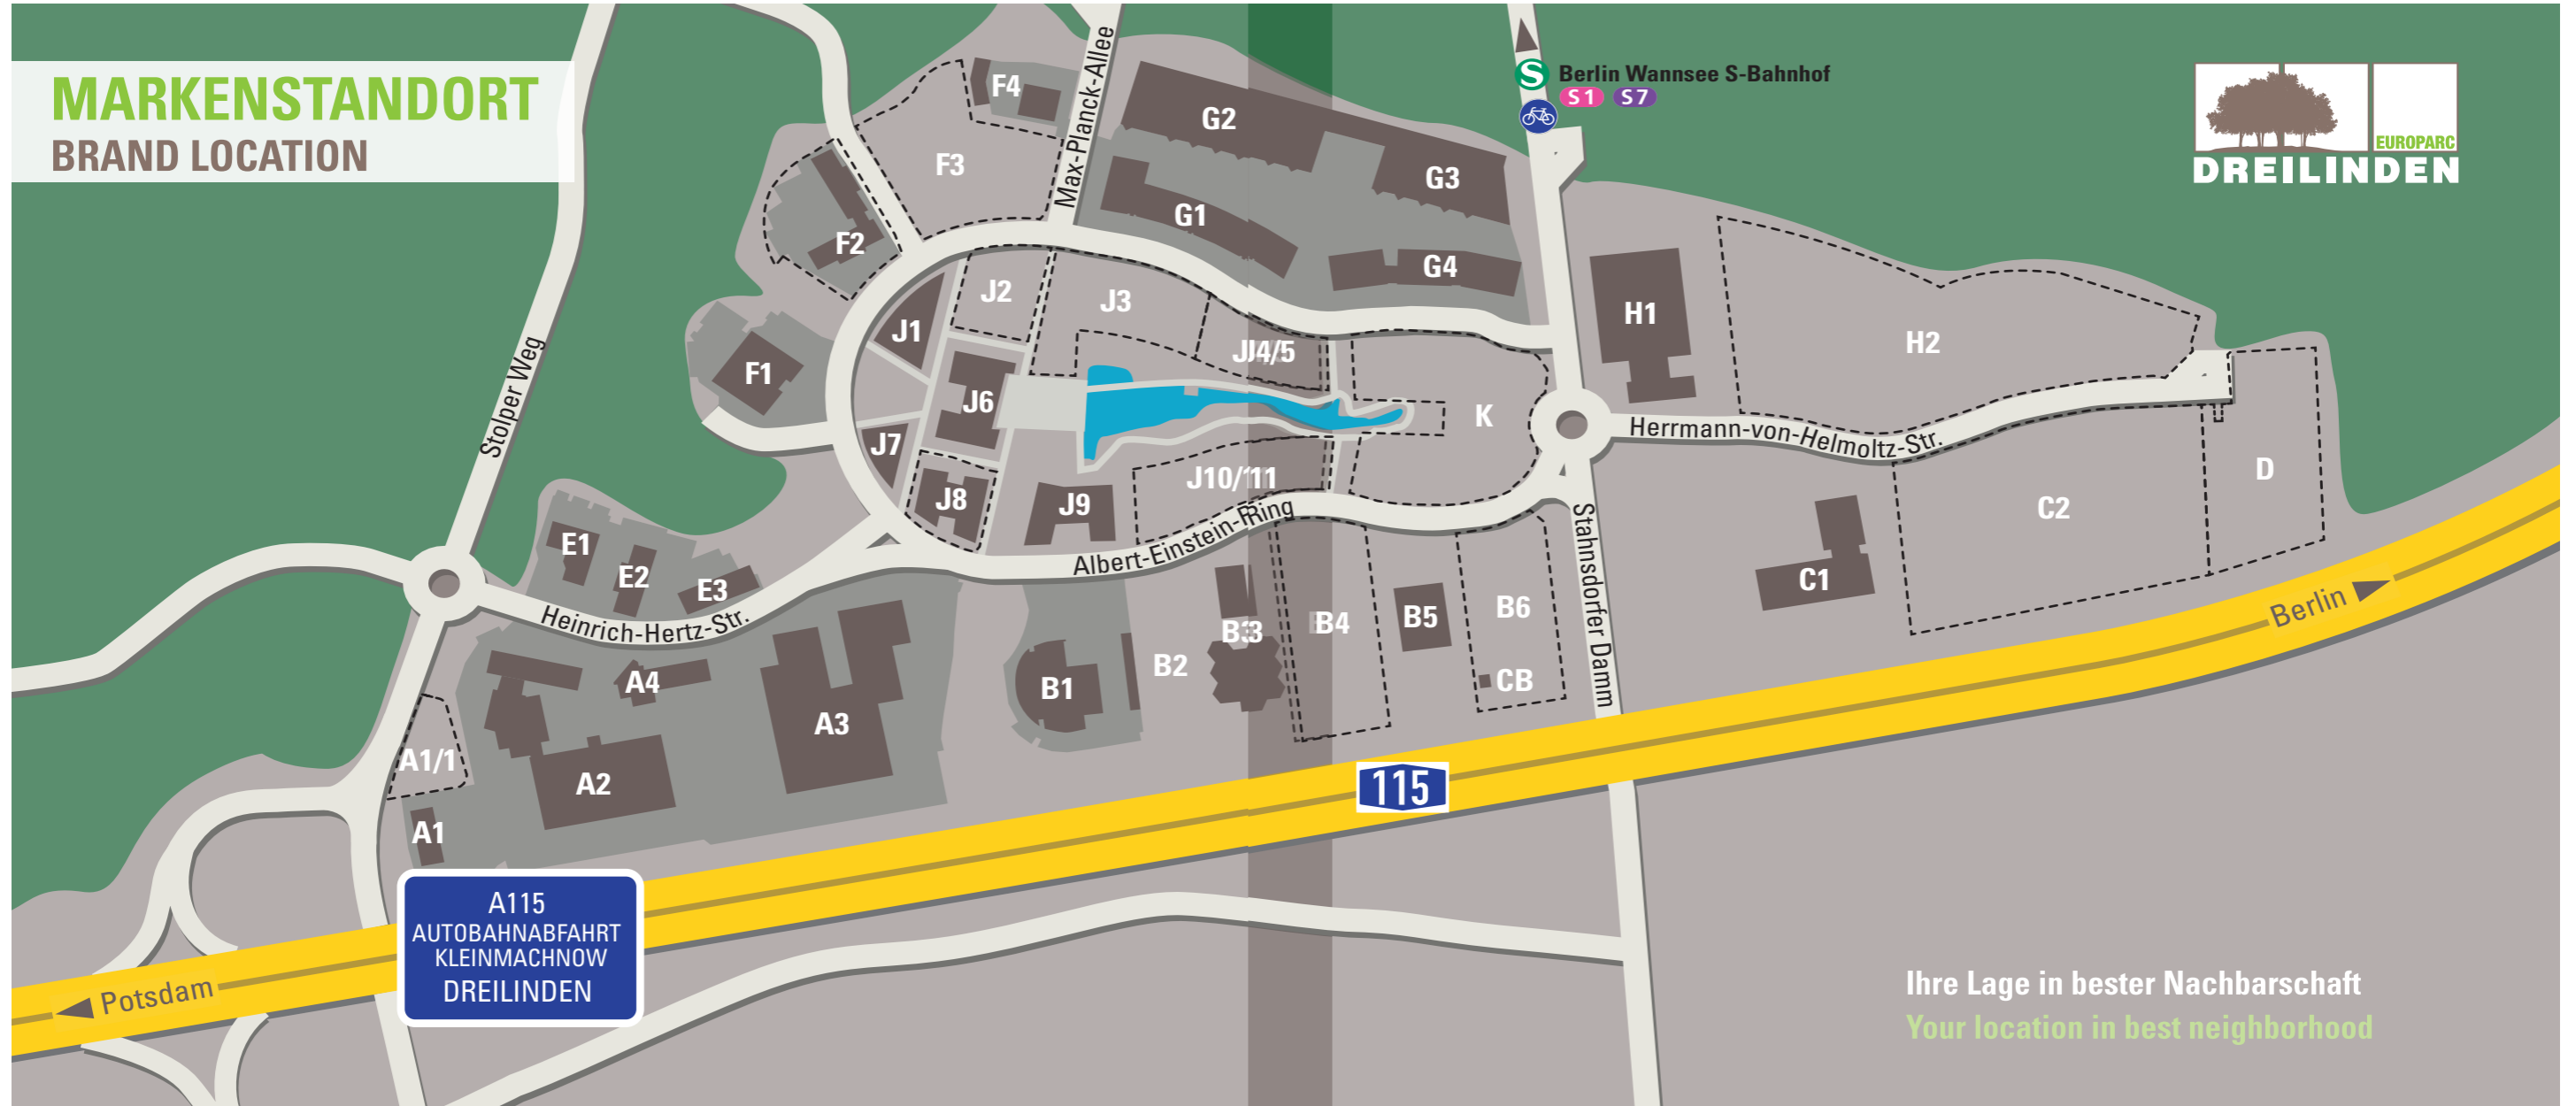 MARKENSTANDORT
BRAND LOCATION
Berlin Wannsee S-Bahnhof
S
S1 S7
EUROPARC
DREILINDEN
Max-Planck-Allee
Stolper Weg
F4
F3
F2
F1
G2
G3
G1
G4
H1
H2
J1
J2
J3
J4/5
J6
J7
J8
J9
J10/11
K
Herrmann-von-Helmoltz-Str.
D
C2
C1
Albert-Einstein-Ring
Stahnsdorfer Damm
E1
E2
E3
Heinrich-Hertz-Str.
A4
A3
A2
A1/1
A1
B1
B2
B3
B4
B5
B6
CB
Berlin
115
A115
AUTOBAHNABFAHRT
KLEINMACHNOW
DREILINDEN
Potsdam
Ihre Lage in bester Nachbarschaft
Your location in best neighborhood